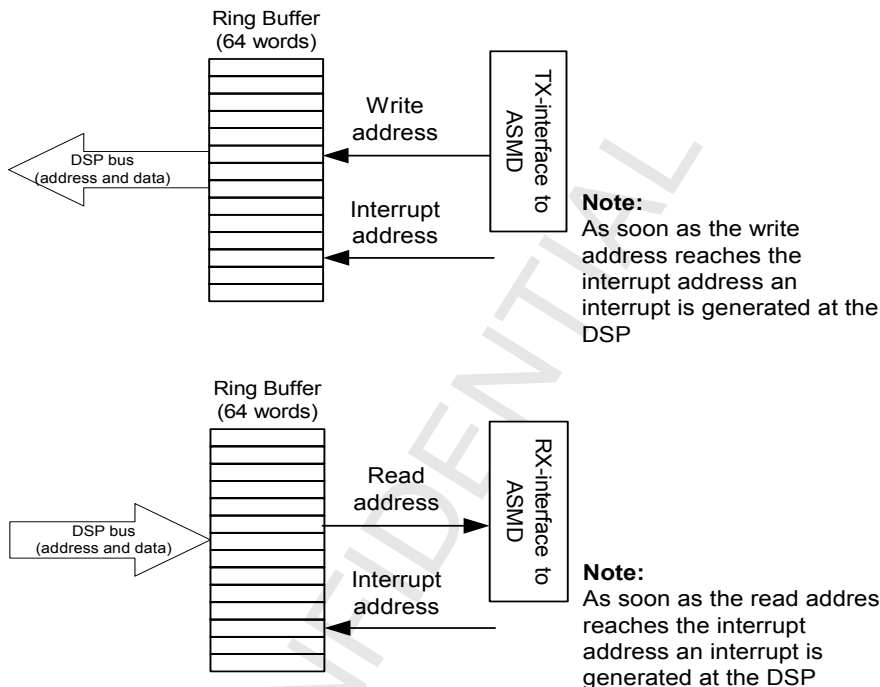 Ring Buffer
(64 words)
Write
address
TX-interface to
ASMD
DSP bus
(address and data)
Interrupt
address
Note:
As soon as the write
address reaches the
interrupt address an
interrupt is generated at the
DSP
Ring Buffer
(64 words)
Read
address
RX-interface to
ASMD
DSP bus
(address and data)
Interrupt
address
Note:
As soon as the read addres
reaches the interrupt
address an interrupt is
generated at the DSP
NFIDENTIAL